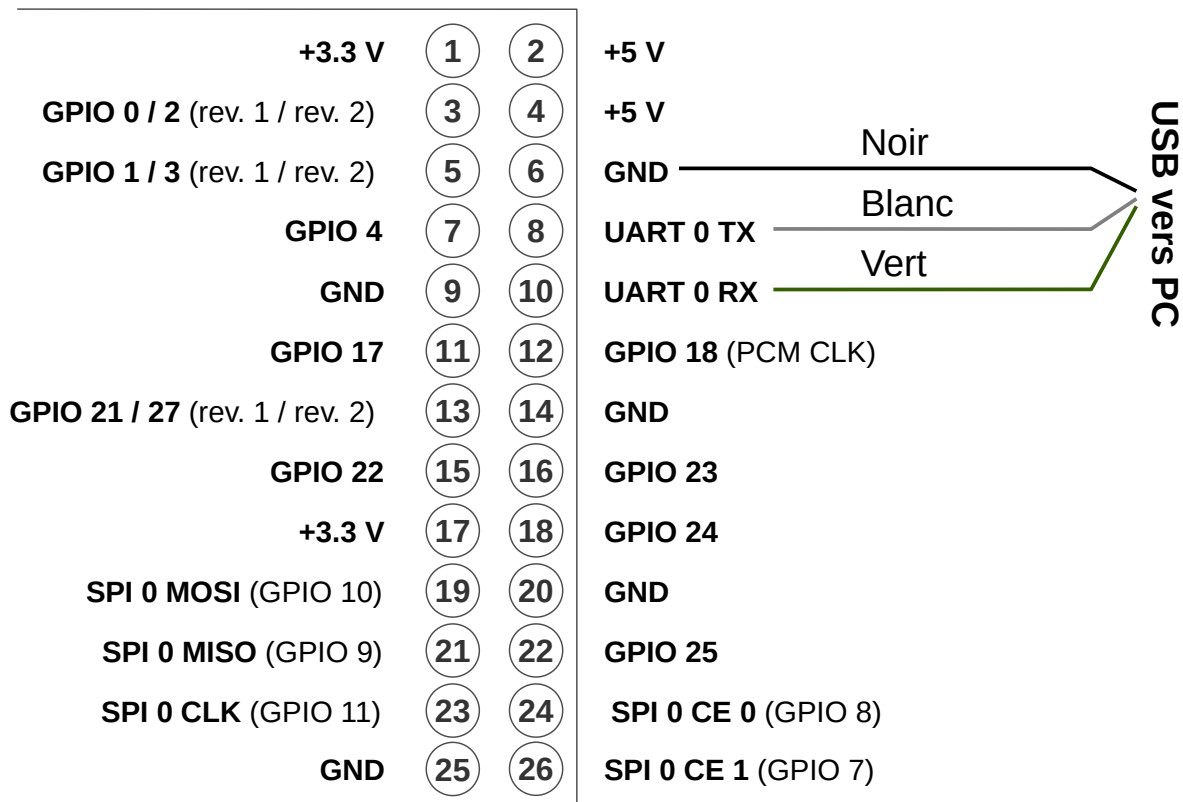 +3.3 V 1 2 +5 V
GPIO 0 / 2 (rev. 1 / rev. 2) 3 4 +5 V
Noir
GPIO 1 / 3 (rev. 1 / rev. 2) 5 6 GND
Blanc
GPIO 4 7 8 UART 0 TX
Vert
GND 9 10 UART 0 RX
USB vers PC
GPIO 17 11 12 GPIO 18 (PCM CLK)
GPIO 21 / 27 (rev. 1 / rev. 2) 13 14 GND
GPIO 22 15 16 GPIO 23
+3.3 V 17 18 GPIO 24
SPI 0 MOSI (GPIO 10) 19 20 GND
SPI 0 MISO (GPIO 9) 21 22 GPIO 25
SPI 0 CLK (GPIO 11) 23 24 SPI 0 CE 0 (GPIO 8)
GND 25 26 SPI 0 CE 1 (GPIO 7)